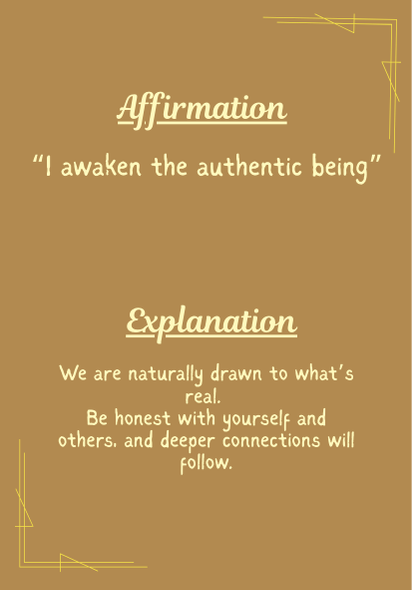 Affirmation
“I awaken the authentic being”
Explanation
We are naturally drawn to what's
real.
Be honest with yourself and
others, and deeper connections will
follow.